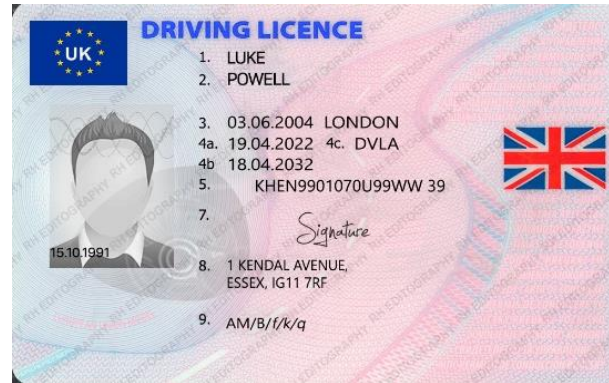 UK
DRIVING LICENCE
1. LUKE
2. POWELL
3. 03.06.2004 LONDON
4a. 19.04.2022 4c. DVLA
4b 18.04.2032
5. KHEN9901070U99WW 39
7. Signature
15.10.1991
8. 1 KENDAL AVENUE,
ESSEX, IG11 7RF
9. AM/B/f/k/q